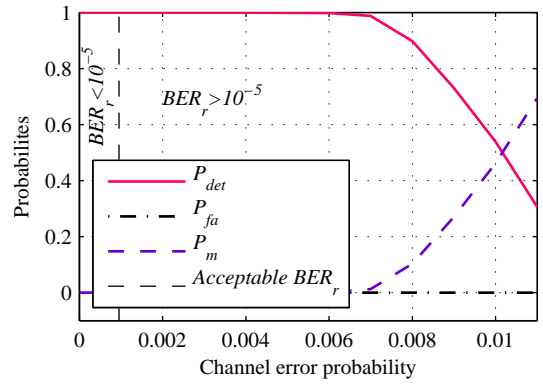 1
0.8
0.6
0.4
0.2
0
Probabilites
BER_r<10^-5
BER_r>10^-5
P_det
P_fa
P_m
Acceptable BER_r
0 0.002 0.004 0.006 0.008 0.01
Channel error probability